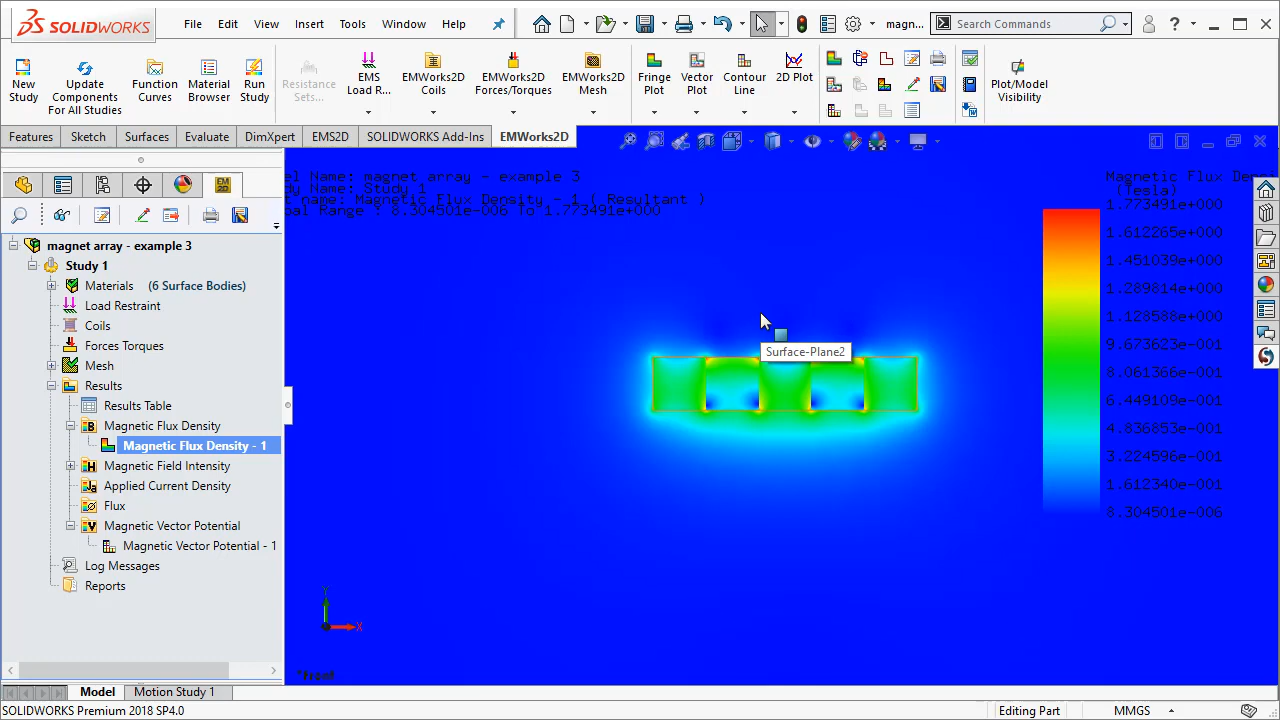 SOLIDWORKS
File Edit View Insert Tools Window Help
magn...
Search Commands
New Study
Update Components For All Studies
Function Curves
Material Browser
Run Study
Resistance Sets...
EMS Load R...
EMWorks2D Coils
EMWorks2D Forces/Torques
EMWorks2D Mesh
Fringe Plot
Vector Plot
Contour Line
2D Plot
Plot/Model Visibility
Features Sketch Surfaces Evaluate DimXpert EMS2D SOLIDWORKS Add-Ins EMWorks2D
magnet array - example 3
Study 1
Materials (6 Surface Bodies)
Load Restraint
Coils
Forces Torques
Mesh
Results
Results Table
Magnetic Flux Density
Magnetic Flux Density - 1
Magnetic Field Intensity
Applied Current Density
Flux
Magnetic Vector Potential
Magnetic Vector Potential - 1
Log Messages
Reports
el Name: magnet array - example 3
dy Name: Study 1
t name: Magnetic Flux Density - 1 ( Resultant )
bal Range : 8.304501e-006 To 1.773491e+000
Surface-Plane2
Magnetic Flux Densi
(Tesla)
1.773491e+000
1.612265e+000
1.451039e+000
1.289814e+000
1.128588e+000
9.673623e-001
8.061366e-001
6.449109e-001
4.836853e-001
3.224596e-001
1.612340e-001
8.304501e-006
Y
X
*Front
Model Motion Study 1
SOLIDWORKS Premium 2018 SP4.0
Editing Part
MMGS